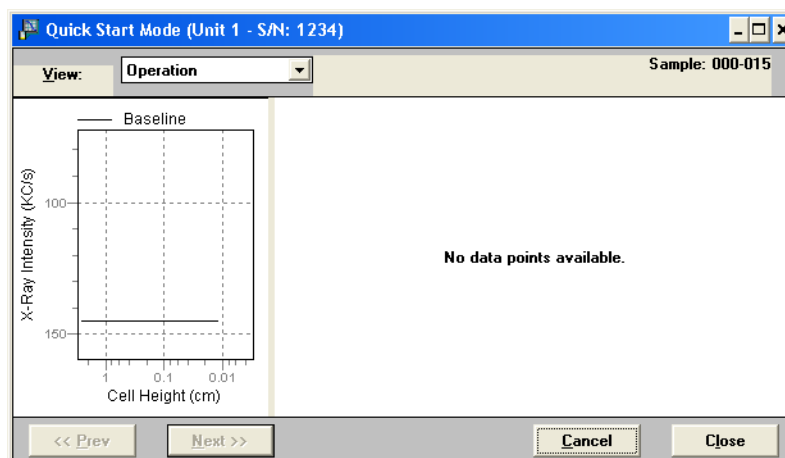 Quick Start Mode (Unit 1 - S/N: 1234)
View: Operation
Sample: 000-015
Baseline
X-Ray Intensity (KC/s)
100
150
1 0.1 0.01
Cell Height (cm)
No data points available.
<< Prev Next >> Cancel Close